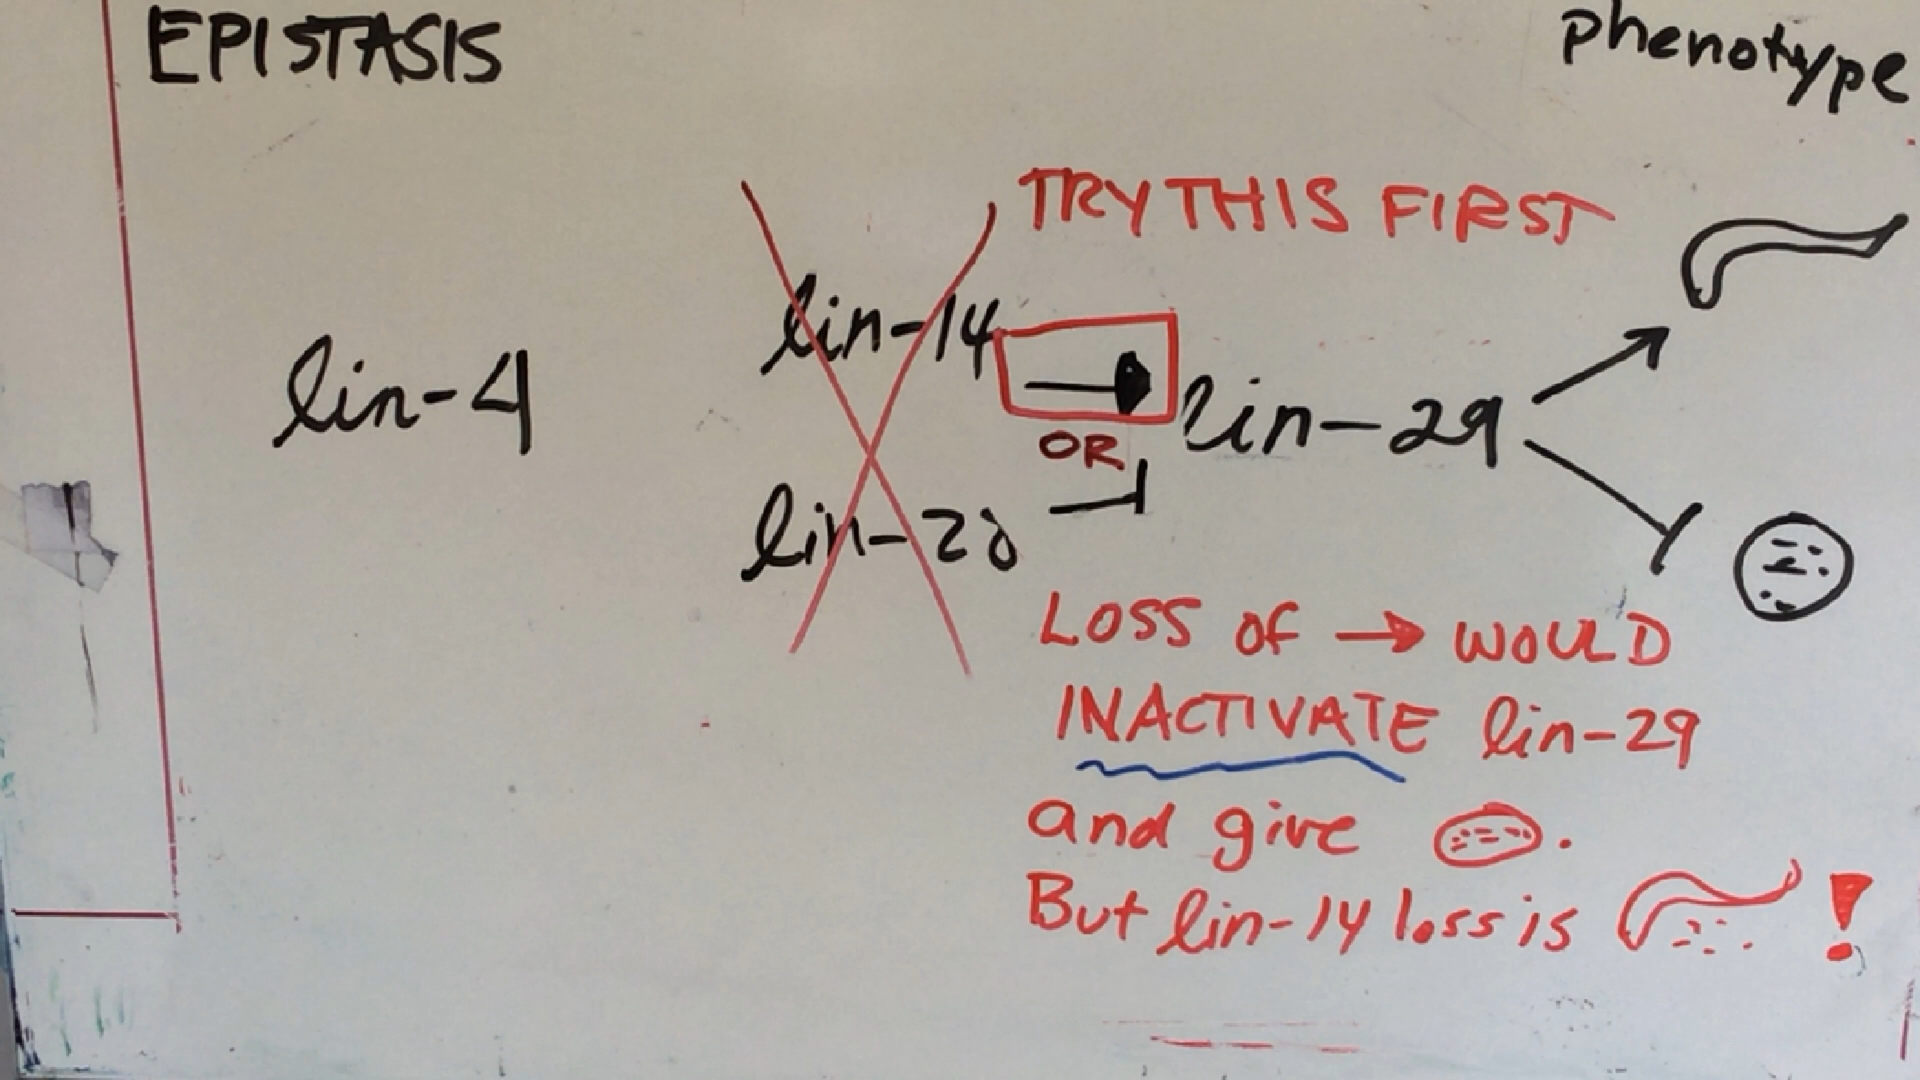 EPISTASIS
phenotype
TRY THIS FIRST
lin-14
lin-4
lin-29
OR
lin-28
LOSS OF → WOULD
INACTIVATE lin-29
and give
.
But lin-14 loss is
!